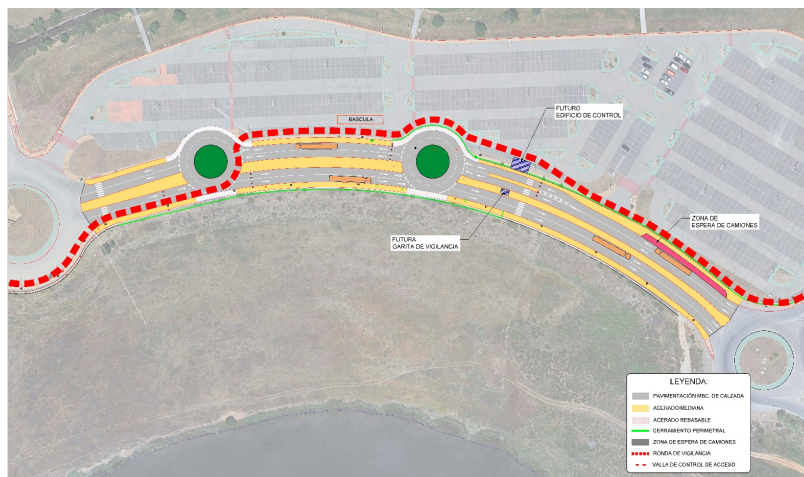 BASCULA
FUTURO
EDIFICIO DE CONTROL
ZONA DE
ESPERA DE CAMIONES
FUTURA
GARITA DE VIGILANCIA
LEYENDA:
PAVIMENTACIÓN MBC. DE CALZADA
ACERADO/MEDIANA
ACERADO REBASABLE
CERRAMIENTO PERIMETRAL
ZONA DE ESPERA DE CAMIONES
RONDA DE VIGILANCIA
VALLA DE CONTROL DE ACCESO